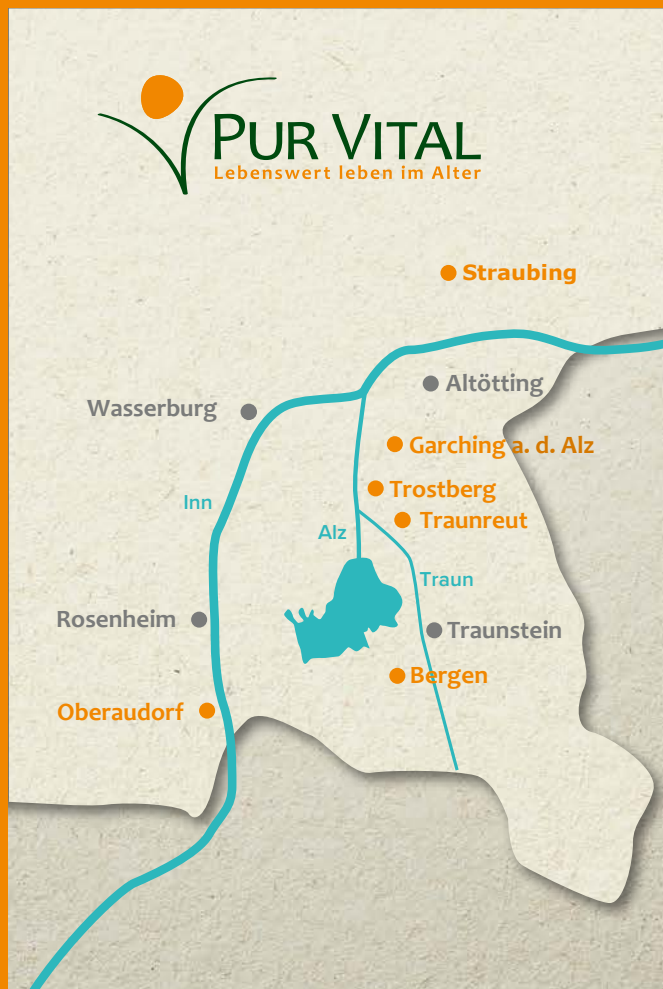 PUR VITAL
Lebenswert leben im Alter
Straubing
Altötting
Wasserburg
Garching a. d. Alz
Trostberg
Inn
Traunreut
Alz
Traun
Rosenheim
Traunstein
Bergen
Oberaudorf